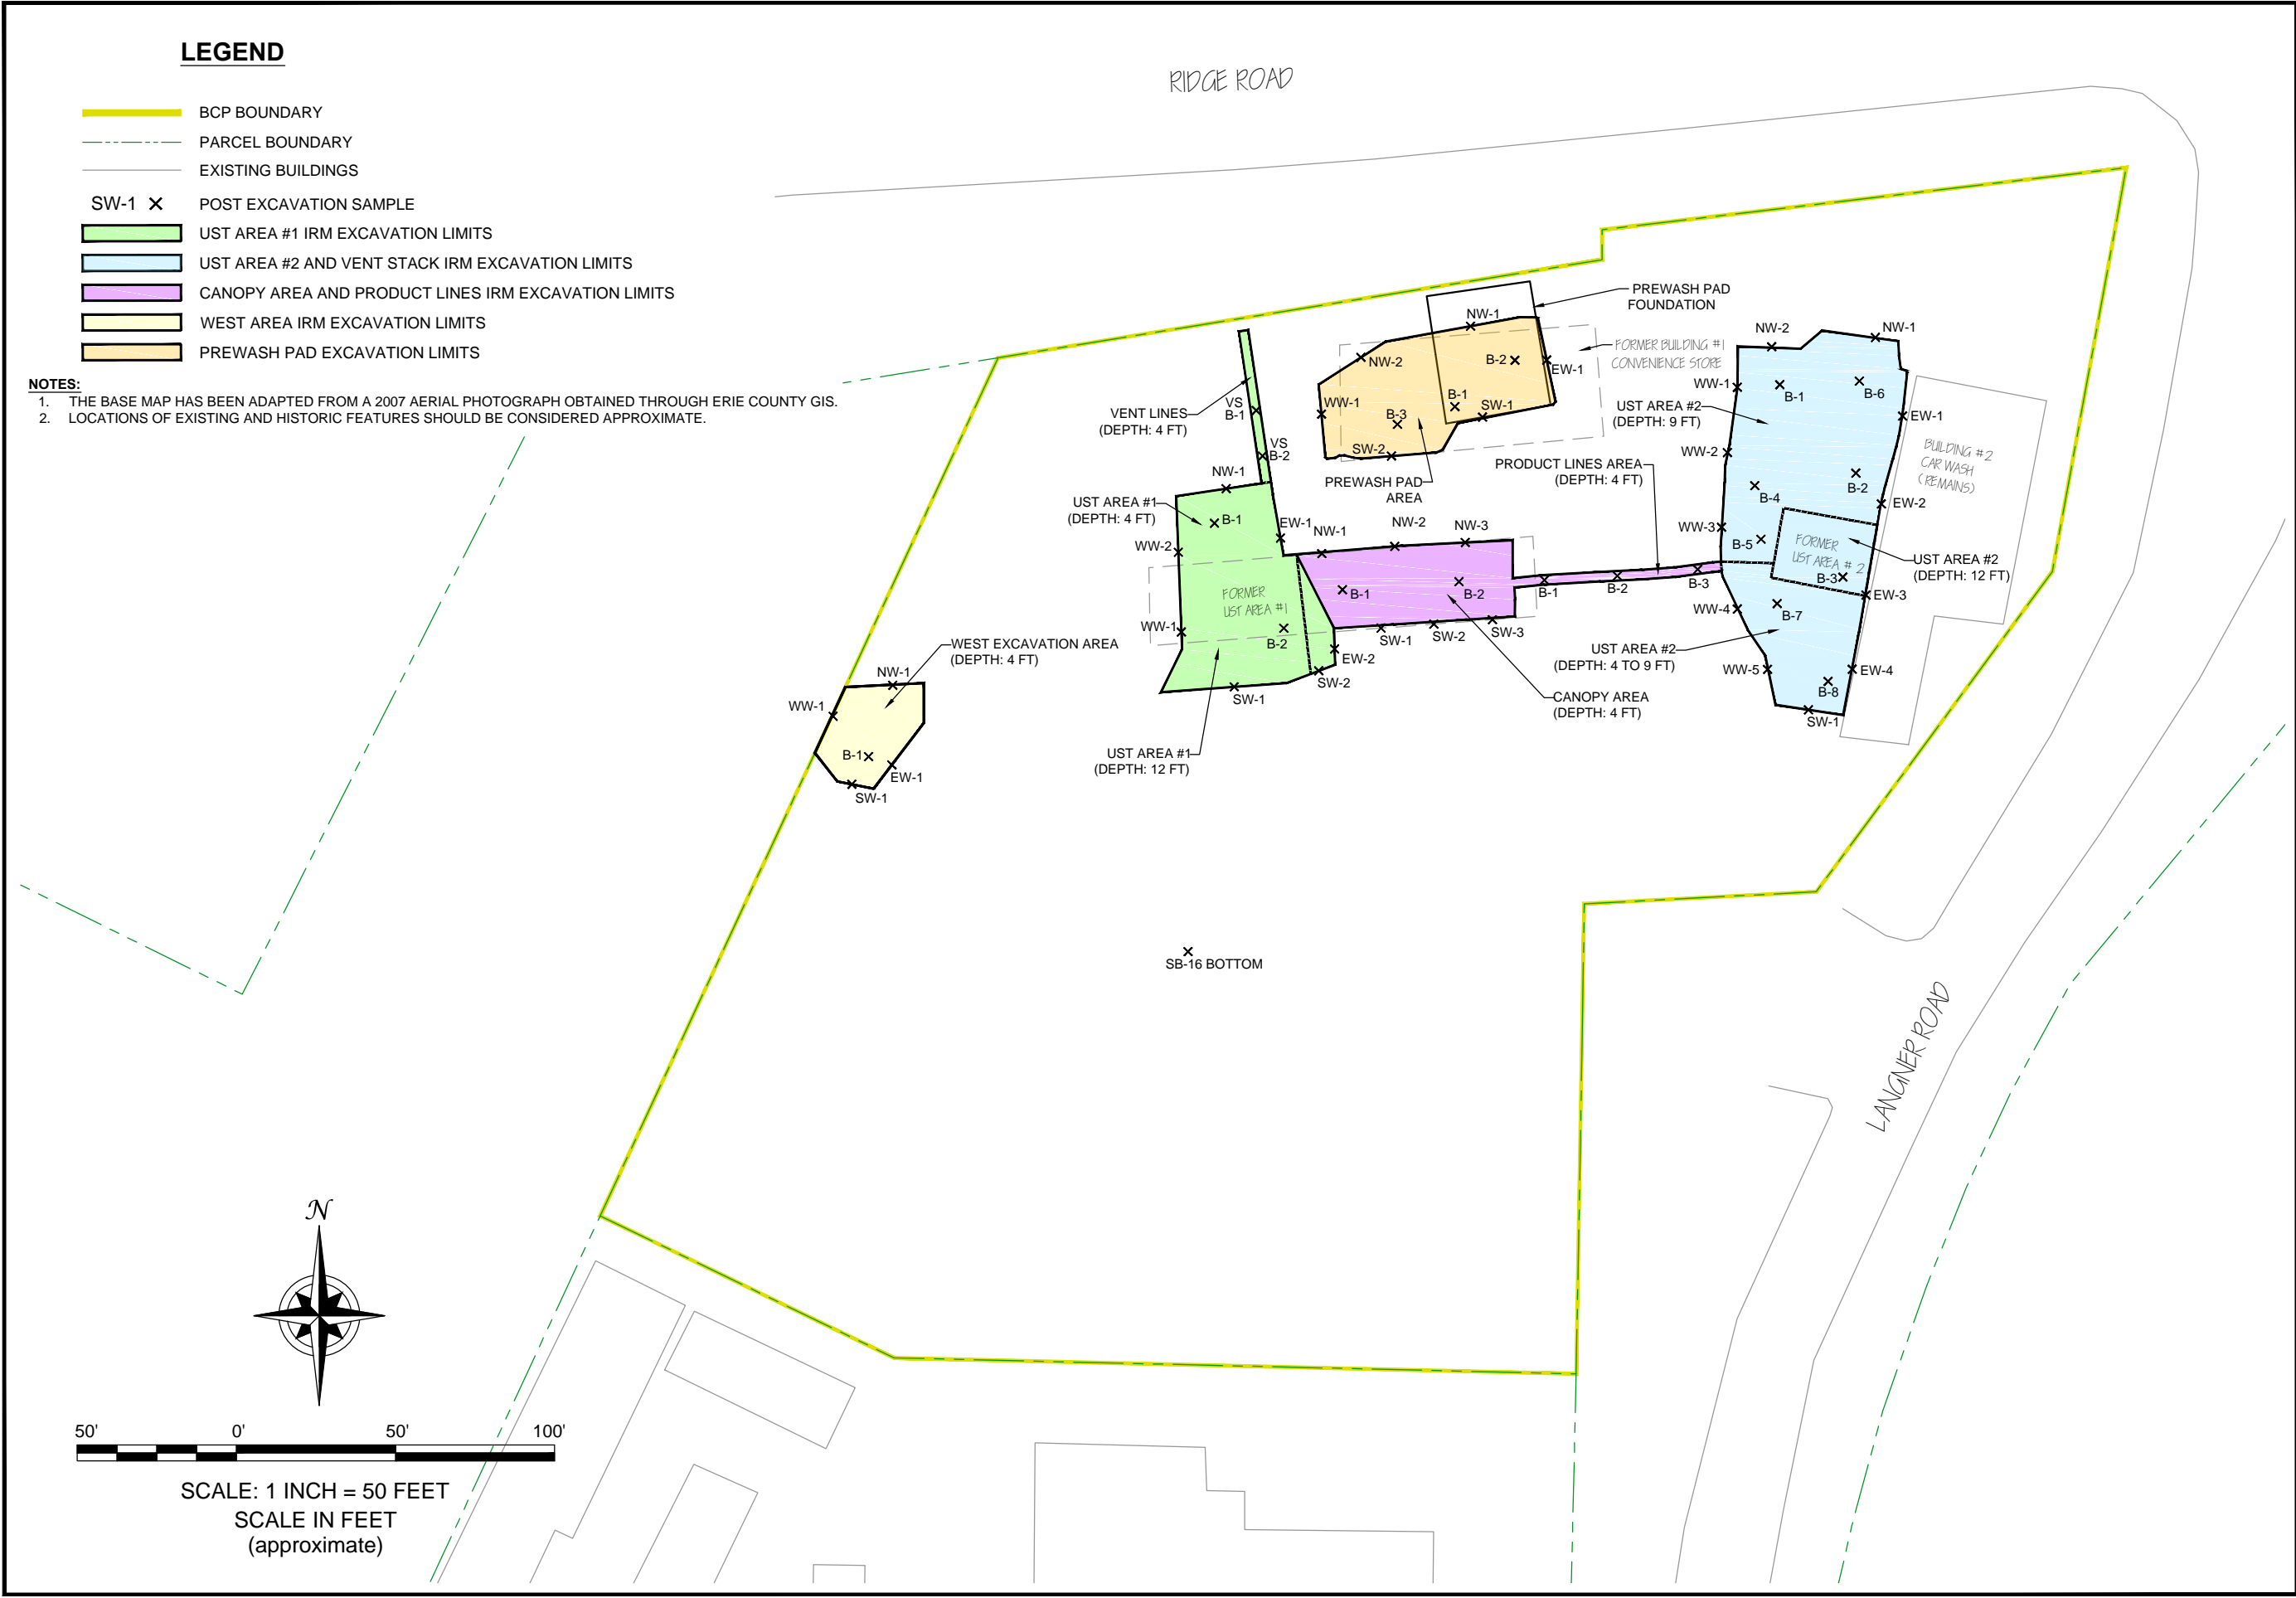 LEGEND
BCP BOUNDARY
PARCEL BOUNDARY
EXISTING BUILDINGS
SW-1 POST EXCAVATION SAMPLE
UST AREA #1 IRM EXCAVATION LIMITS
UST AREA #2 AND VENT STACK IRM EXCAVATION LIMITS
CANOPY AREA AND PRODUCT LINES IRM EXCAVATION LIMITS
WEST AREA IRM EXCAVATION LIMITS
PREWASH PAD EXCAVATION LIMITS
NOTES:
1. THE BASE MAP HAS BEEN ADAPTED FROM A 2007 AERIAL PHOTOGRAPH OBTAINED THROUGH ERIE COUNTY GIS.
2. LOCATIONS OF EXISTING AND HISTORIC FEATURES SHOULD BE CONSIDERED APPROXIMATE.
RIDGE ROAD
PREWASH PAD
FOUNDATION
NW-1
NW-2
B-2
EW-1
WW-1
B-3
B-1
SW-1
SW-2
FORMER BUILDING #1
CONVENIENCE STORE
PREWASH PAD
AREA
VENT LINES
(DEPTH: 4 FT)
VS
B-1
VS
B-2
NW-1
UST AREA #1
(DEPTH: 4 FT)
B-1
WW-2
EW-1
FORMER
UST AREA #1
WW-1
B-2
EW-2
SW-2
SW-1
UST AREA #1
(DEPTH: 12 FT)
NW-1
NW-2
NW-3
B-1
B-2
SW-1
SW-2
SW-3
CANOPY AREA
(DEPTH: 4 FT)
PRODUCT LINES AREA
(DEPTH: 4 FT)
B-1
B-2
B-3
NW-2
NW-1
WW-1
B-1
B-6
UST AREA #2
(DEPTH: 9 FT)
EW-1
WW-2
BUILDING #2
CAR WASH
(REMAINS)
B-4
B-2
EW-2
WW-3
B-5
FORMER
UST AREA # 2
B-3
UST AREA #2
(DEPTH: 12 FT)
EW-3
WW-4
B-7
UST AREA #2
(DEPTH: 4 TO 9 FT)
WW-5
EW-4
B-8
SW-1
WEST EXCAVATION AREA
(DEPTH: 4 FT)
NW-1
WW-1
B-1
EW-1
SW-1
SB-16 BOTTOM
LANGNER ROAD
N
50' 0' 50' 100'
SCALE: 1 INCH = 50 FEET
SCALE IN FEET
(approximate)